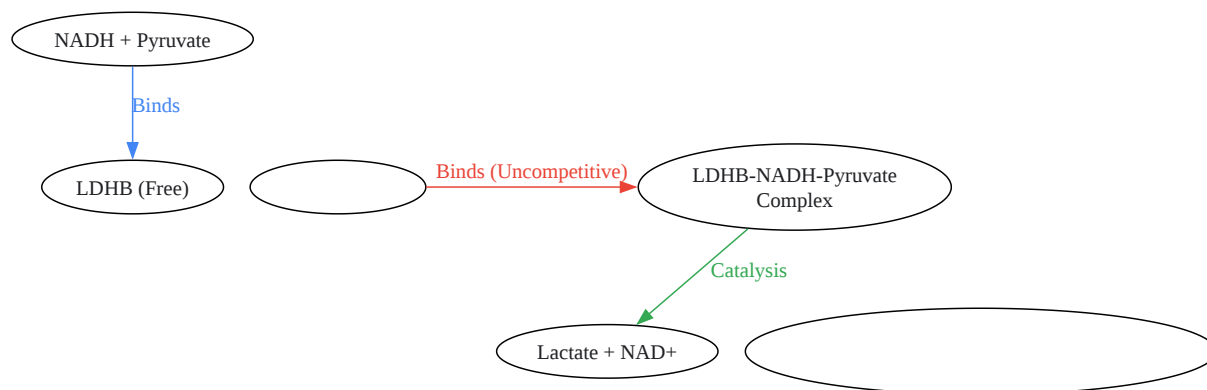 NADH + Pyruvate
Binds
LDHB (Free)
Binds (Uncompetitive)
LDHB-NADH-Pyruvate
Complex
Catalysis
Lactate + NAD+